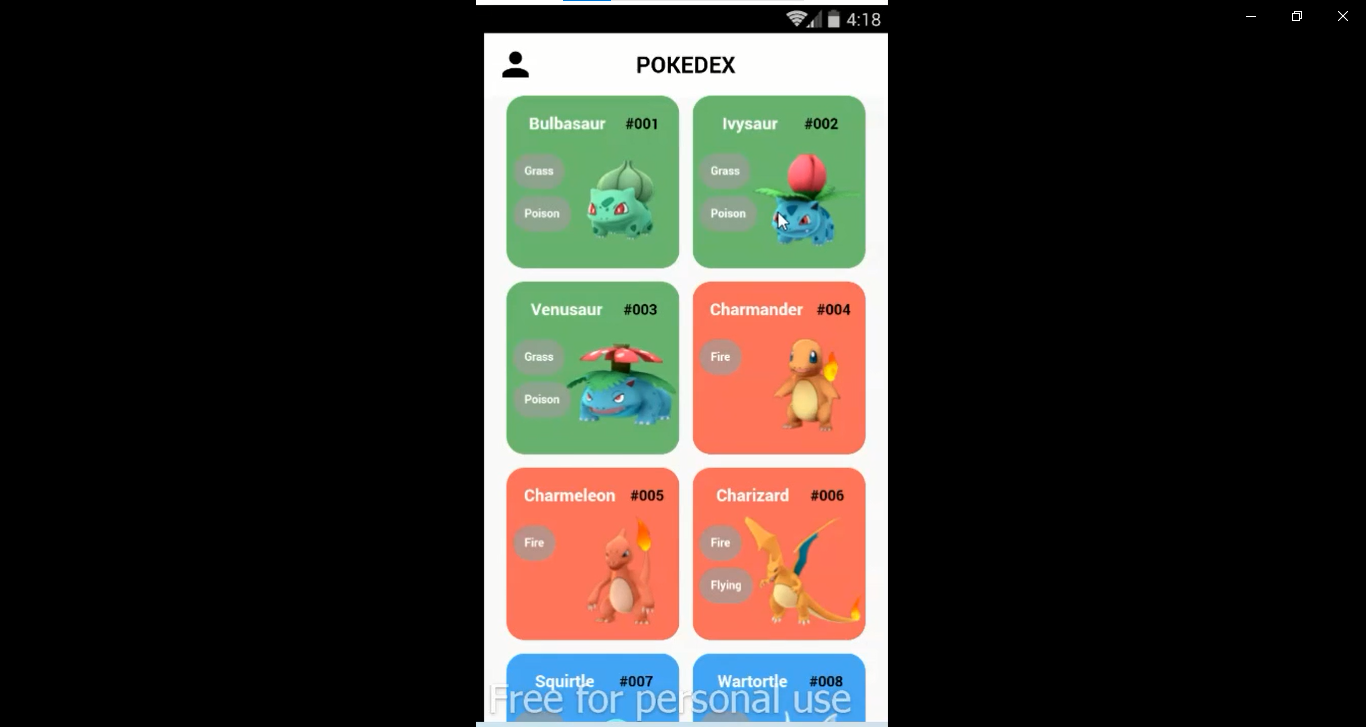 4:18
POKEDEX
Bulbasaur #001
Grass
Poison
Ivysaur #002
Grass
Poison
Venusaur #003
Grass
Poison
Charmander #004
Fire
Charmeleon #005
Fire
Charizard #006
Fire
Flying
Squirtle #007
Wartortle #008
Free for personal use